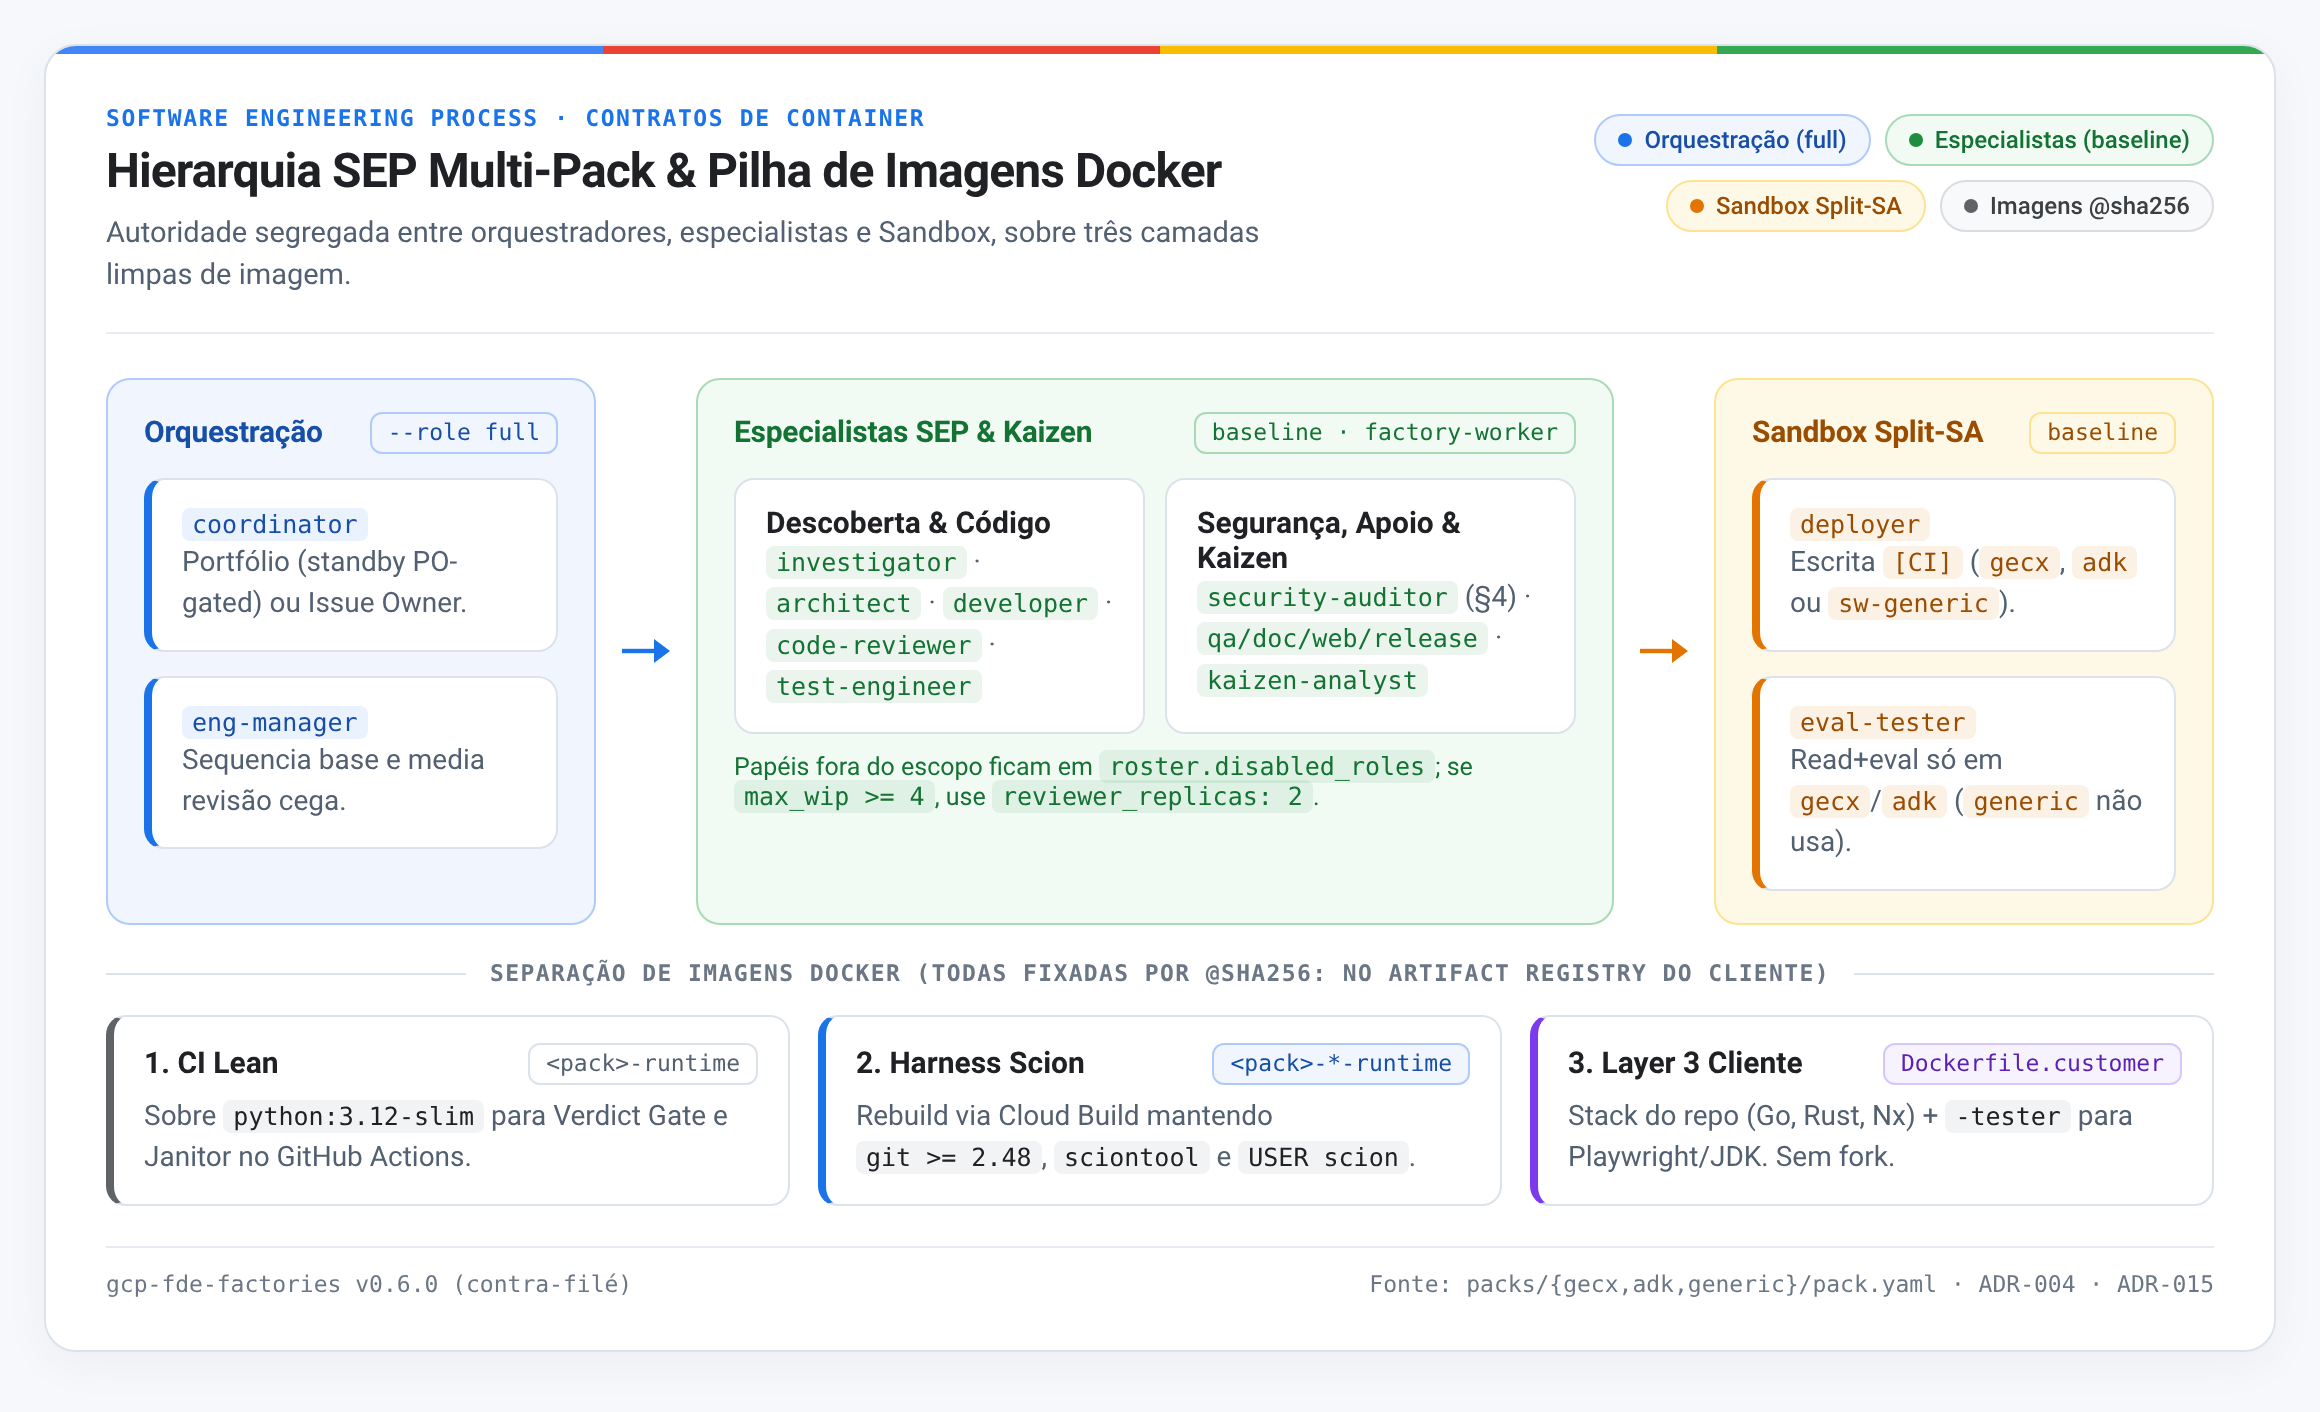 SOFTWARE ENGINEERING PROCESS · CONTRATOS DE CONTAINER
Hierarquia SEP Multi-Pack & Pilha de Imagens Docker
Autoridade segregada entre orquestradores, especialistas e Sandbox, sobre três camadas
limpas de imagem.
Orquestração (full)
Especialistas (baseline)
Sandbox Split-SA
Imagens @sha256
Orquestração
--role full
coordinator
Portfólio (standby PO-
gated) ou Issue Owner.
eng-manager
Sequencia base e media
revisão cega.
Especialistas SEP & Kaizen
baseline · factory-worker
Descoberta & Código
investigator ·
architect · developer ·
code-reviewer ·
test-engineer
Segurança, Apoio &
Kaizen
security-auditor (§4) ·
qa/doc/web/release ·
kaizen-analyst
Papéis fora do escopo ficam em roster.disabled_roles; se
max_wip >= 4, use reviewer_replicas: 2.
Sandbox Split-SA
baseline
deployer
Escrita [CI] (gecx, adk
ou sw-generic).
eval-tester
Read+eval só em
gecx/adk (generic não
usa).
SEPARAÇÃO DE IMAGENS DOCKER (TODAS FIXADAS POR @SHA256: NO ARTIFACT REGISTRY DO CLIENTE)
1. CI Lean
<pack>-runtime
Sobre python:3.12-slim para Verdict Gate e
Janitor no GitHub Actions.
2. Harness Scion
<pack>-*-runtime
Rebuild via Cloud Build mantendo
git >= 2.48, sciontool e USER scion.
3. Layer 3 Cliente
Dockerfile.customer
Stack do repo (Go, Rust, Nx) + -tester para
Playwright/JDK. Sem fork.
gcp-fde-factories v0.6.0 (contra-filé)
Fonte: packs/{gecx,adk,generic}/pack.yaml · ADR-004 · ADR-015